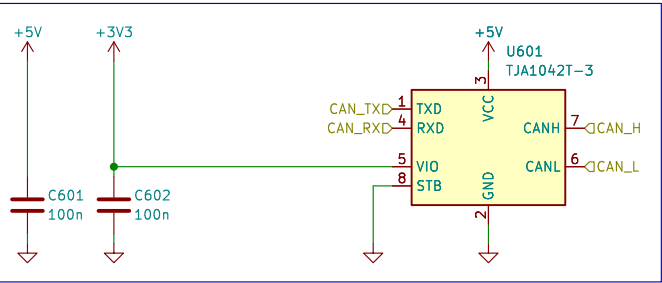 +5V
+3V3
+5V
U601
TJA1042T-3
3
VCC
CAN_TX
1
TXD
CAN_RX
4
RXD
CANH
7
CAN_H
5
VIO
CANL
6
CAN_L
8
STB
GND
2
C601
100n
C602
100n